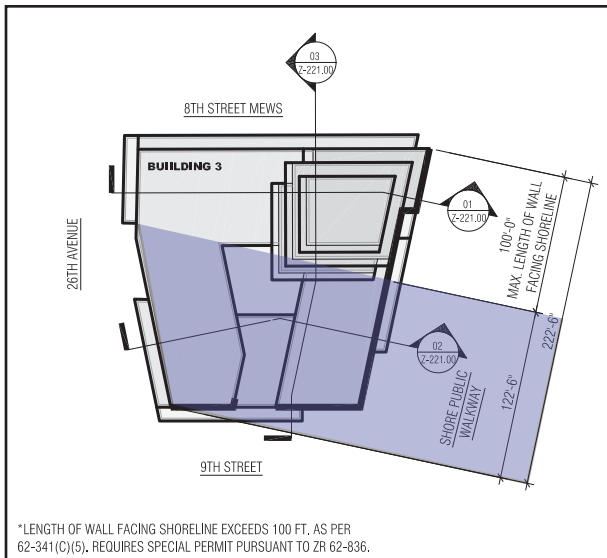 03
Z-221.00
8TH STREET MEWS
BUIILDING 3
01
Z-221.00
100'-0"
MAX. LENGTH OF WALL
FACING SHORELINE
222'-6"
26TH AVENUE
02
Z-221.00
122'-6"
SHORE PUBLIC
WALKWAY
9TH STREET
*LENGTH OF WALL FACING SHORELINE EXCEEDS 100 FT. AS PER
62-341(C)(5). REQUIRES SPECIAL PERMIT PURSUANT TO ZR 62-836.